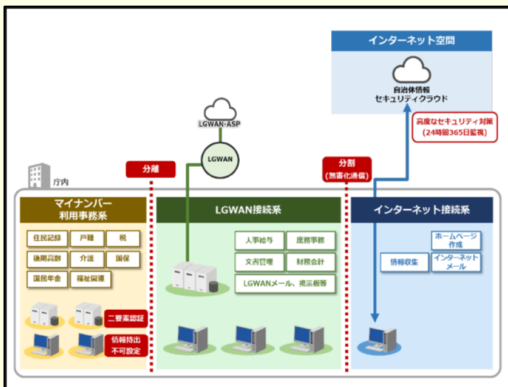 インターネット空間
自治体情報
セキュリティクラウド
高度なセキュリティ対策
(24時間365日監視)
LGWAN-ASP
LGWAN
分離
分割
(無害化通信)
庁内
マイナンバー
利用事務系
住民記録
戸籍
税
後期高齢
介護
国保
国民年金
福祉関連
二要素認証
情報持出
不可設定
LGWAN接続系
人事給与
庶務事務
文書管理
財務会計
LGWANメール、掲示板等
インターネット接続系
ホームページ
作成
情報収集
インターネット
メール